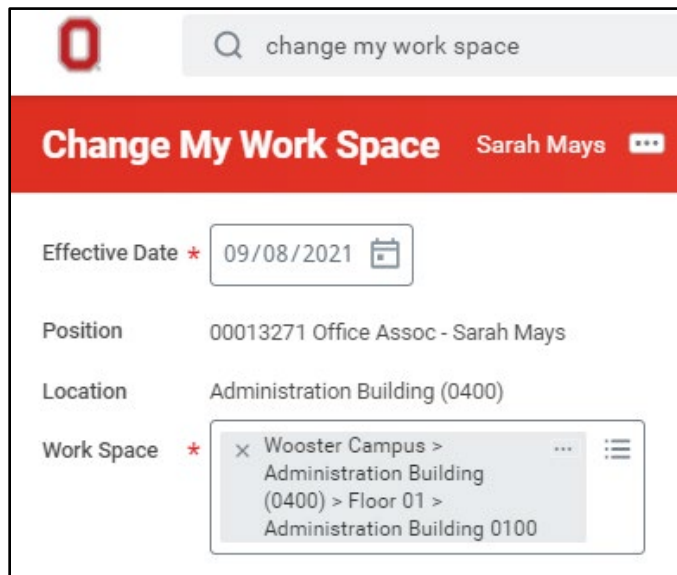 O
change my work space
Change My Work Space Sarah Mays
Effective Date * 09/08/2021
Position 00013271 Office Assoc - Sarah Mays
Location Administration Building (0400)
Work Space * × Wooster Campus >
Administration Building
(0400) > Floor 01 >
Administration Building 0100